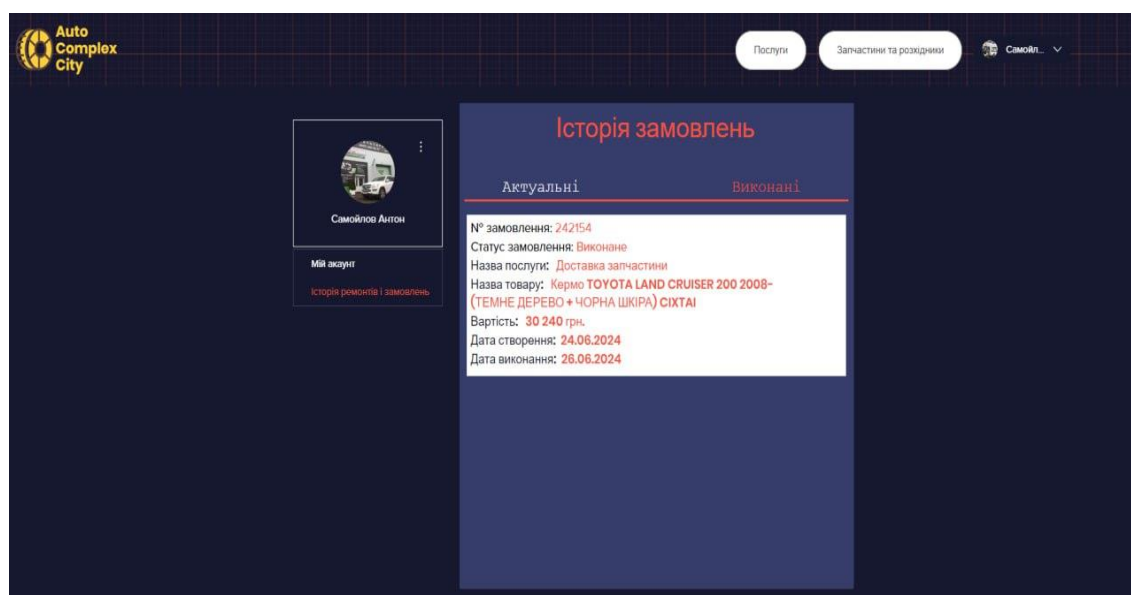 Auto
Complex
City
Послуги
Запчастини та розхідники
Самойл...
Самойлов Антон
Мій акаунт
Історія ремонтів і замовлень
Історія замовлень
Актуальні
Виконані
N° замовлення: 242154
Статус замовлення: Виконане
Назва послуги: Доставка запчастини
Назва товару: Кермо TOYOTA LAND CRUISER 200 2008-
(ТЕМНЕ ДЕРЕВО + ЧОРНА ШКІРА) CIXTAI
Вартість: 30 240 грн.
Дата створення: 24.06.2024
Дата виконання: 26.06.2024